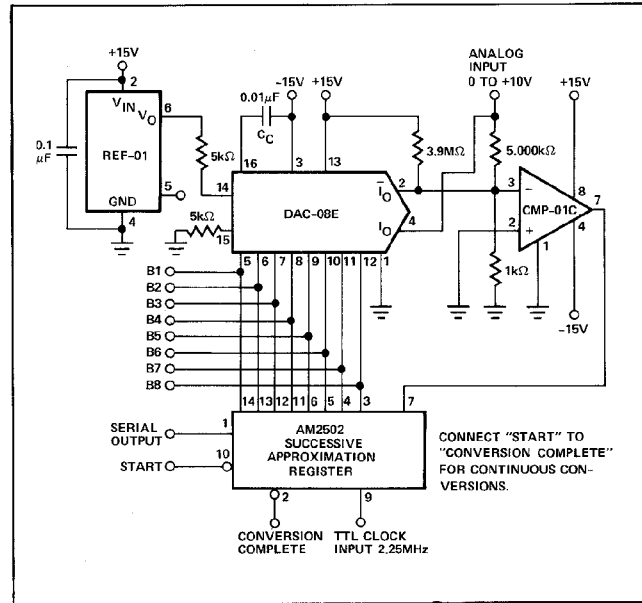 +15V
2
V_IN
V_O
6
REF-01
0.1
μF
5
GND
4
5kΩ
0.01μF
C_C
-15V
+15V
16
3
13
14
DAC-08E
5kΩ
15
I̅_O
2
I_O
4
3.9MΩ
ANALOG
INPUT
0 TO +10V
5.000kΩ
+15V
3
−
8
7
CMP-01C
2
+
4
1
1kΩ
-15V
5 6 7 8 9 10 11 12 1
B1
B2
B3
B4
B5
B6
B7
B8
14 13 12 11 6 5 4 3
7
SERIAL
OUTPUT
1
START
10
AM2502
SUCCESSIVE
APPROXIMATION
REGISTER
2
9
CONVERSION
COMPLETE
TTL CLOCK
INPUT 2.25MHz
CONNECT "START" TO
"CONVERSION COMPLETE"
FOR CONTINUOUS CON-
VERSIONS.